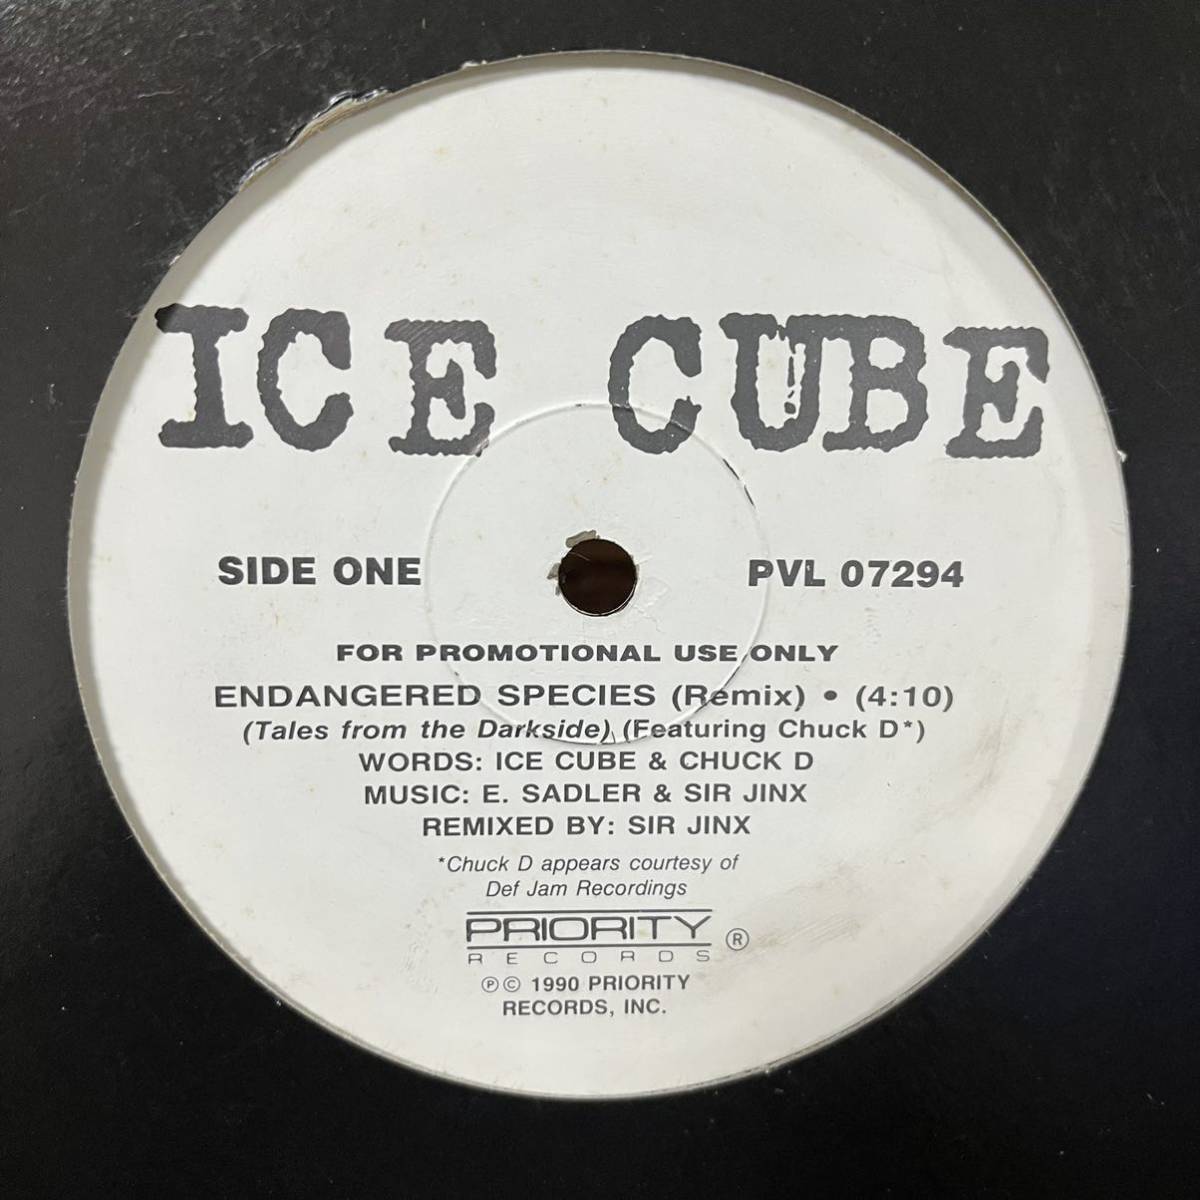 ICE CUBE
SIDE ONE
PVL 07294
FOR PROMOTIONAL USE ONLY
ENDANGERED SPECIES (Remix) • (4:10)
(Tales from the Darkside) (Featuring Chuck D*)
WORDS: ICE CUBE & CHUCK D
MUSIC: E. SADLER & SIR JINX
REMIXED BY: SIR JINX
*Chuck D appears courtesy of
Def Jam Recordings
PRIORITY ®
RECORDS
℗© 1990 PRIORITY
RECORDS, INC.